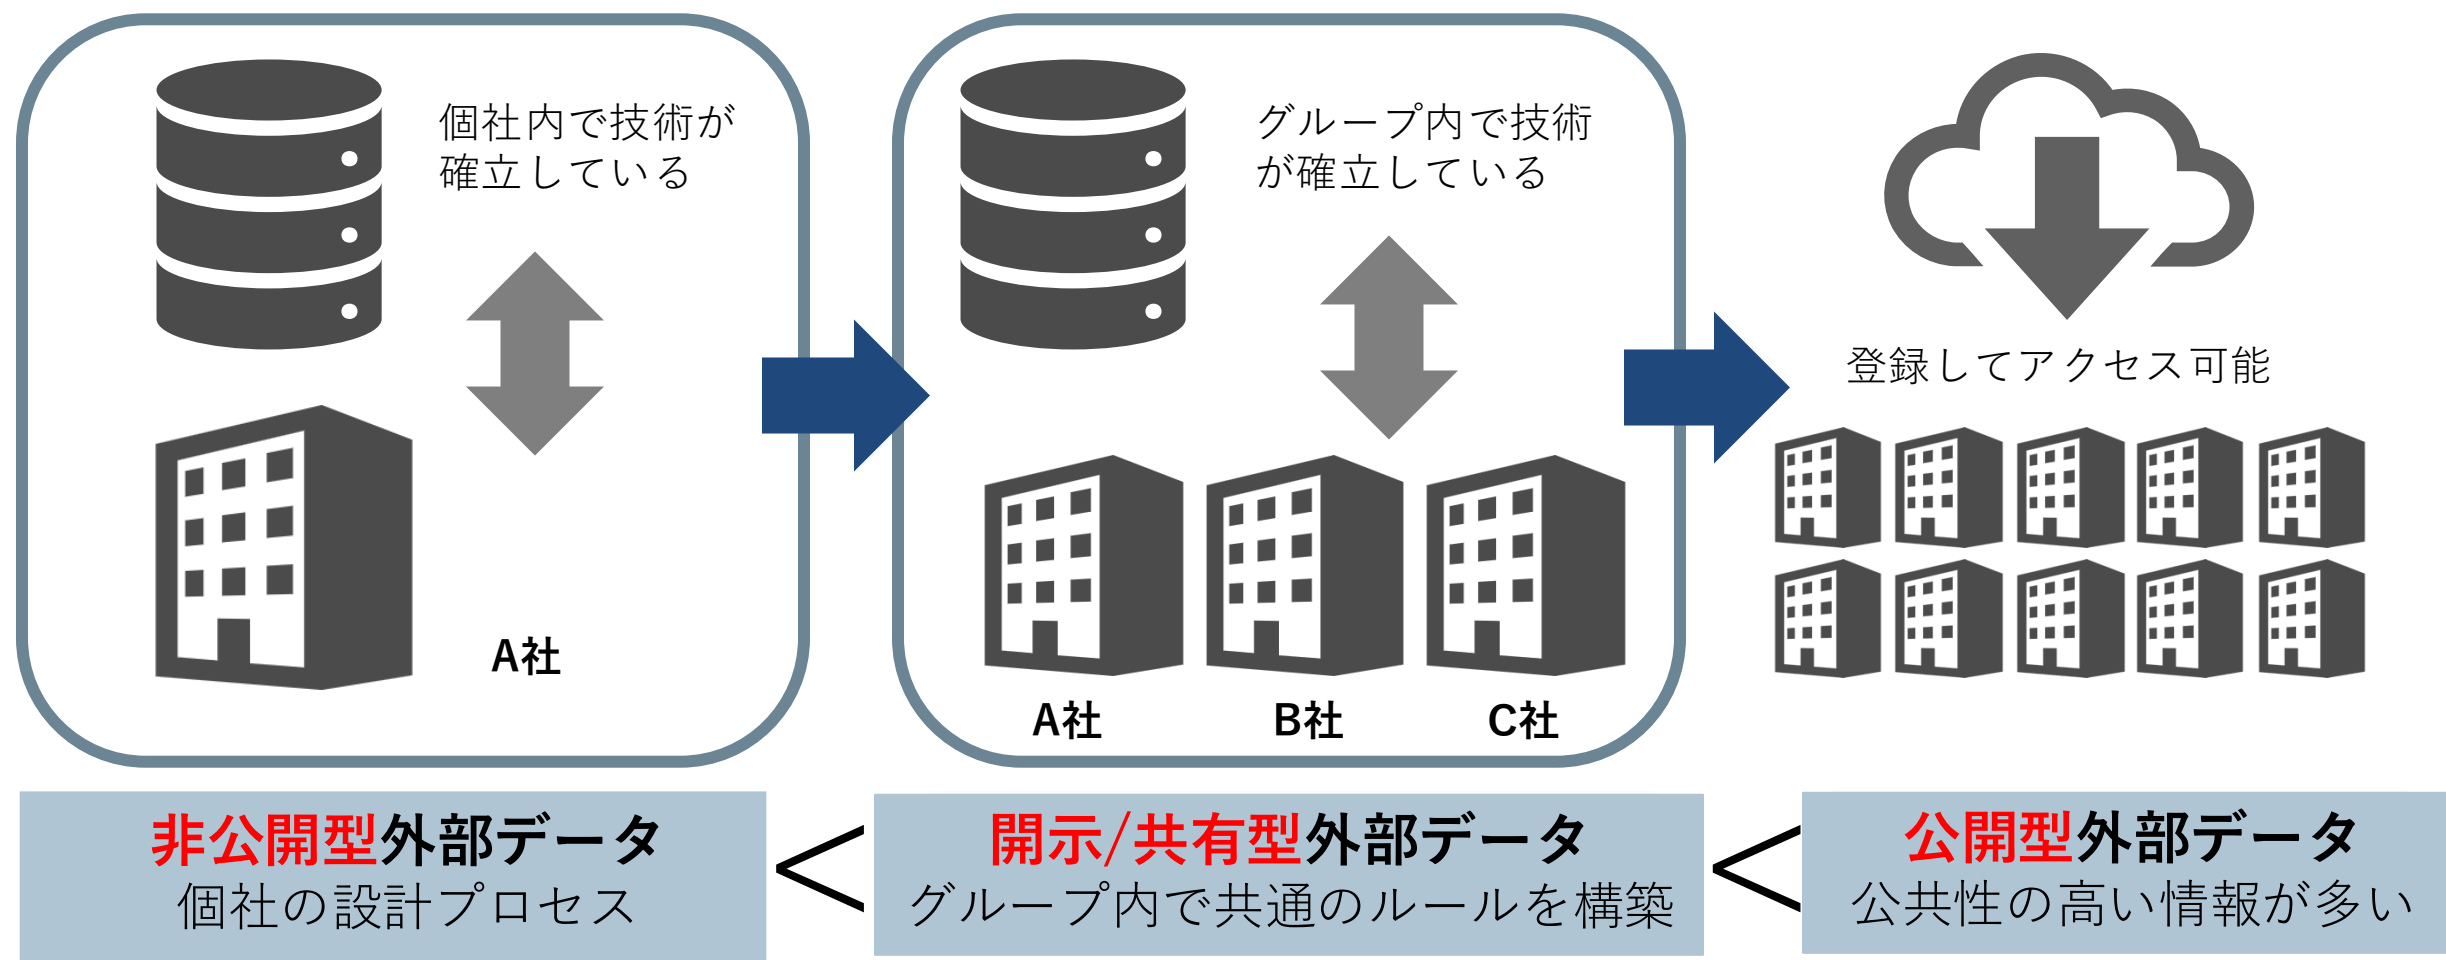 個社内で技術が
確立している
A社
グループ内で技術
が確立している
A社
B社
C社
登録してアクセス可能
非公開型外部データ
個社の設計プロセス
<
開示/共有型外部データ
グループ内で共通のルールを構築
<
公開型外部データ
公共性の高い情報が多い